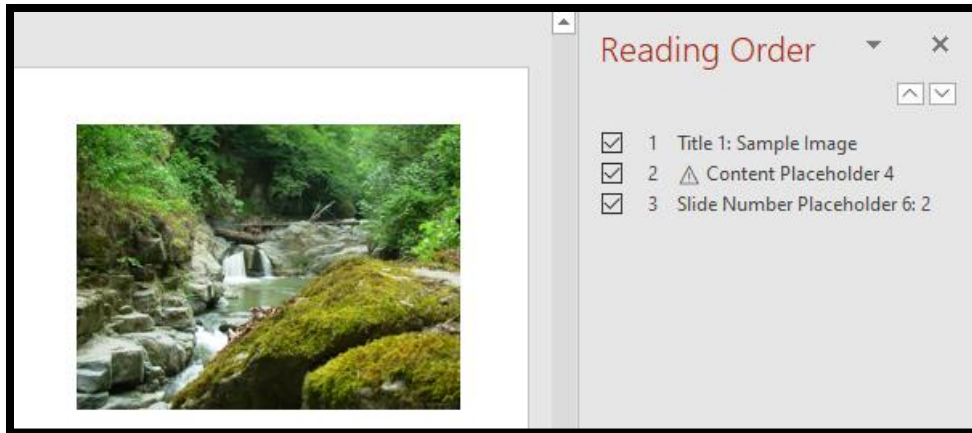 Reading Order
1 Title 1: Sample Image
2 Content Placeholder 4
3 Slide Number Placeholder 6: 2